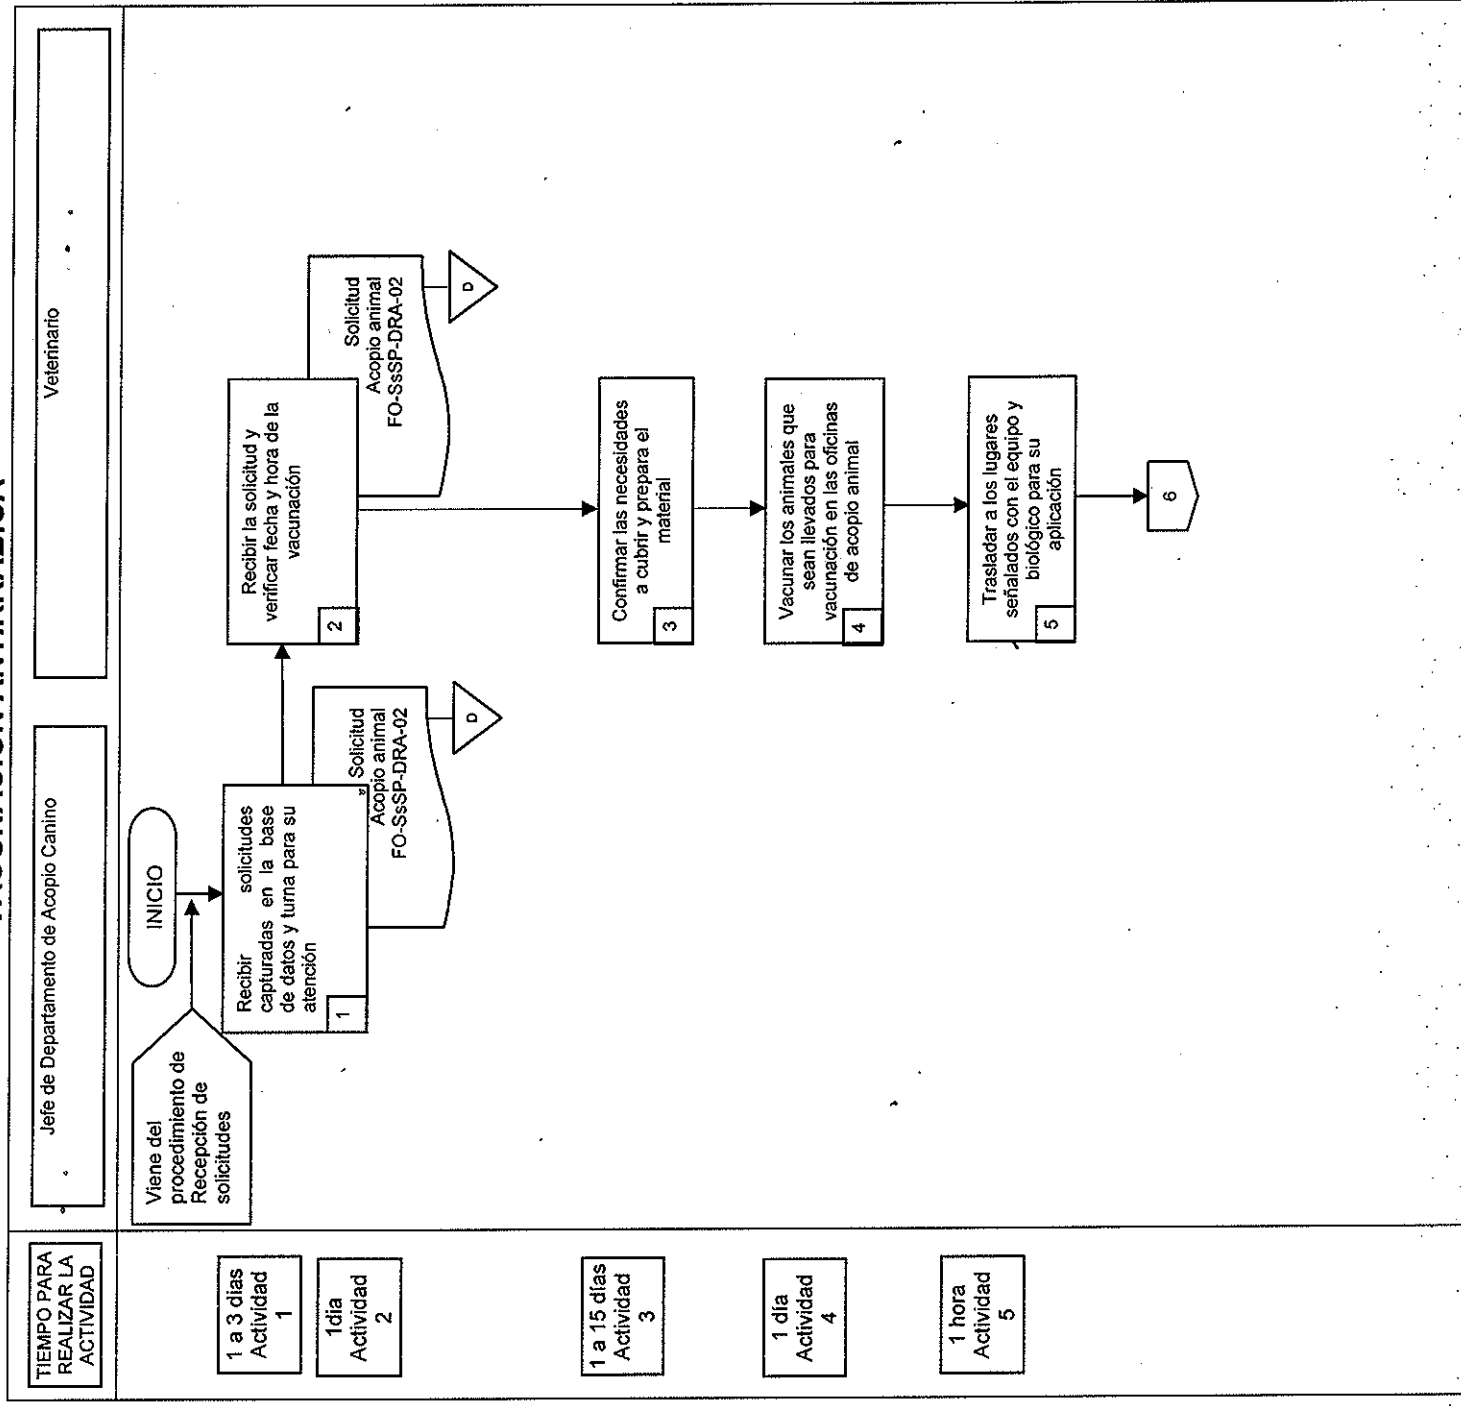 TIEMPO PARA
REALIZAR LA
ACTIVIDAD
Jefe de Departamento de Acopio Canino
Veterinario
INICIO
Viene del
procedimiento de
Recepción de
solicitudes
1 a 3 dias
Actividad
1
Recibir solicitudes
capturadas en la base
de datos y turna para su
atención
1
Solicitud
Acopio animal
FO-SsSP-DRA-02
D
1dia
Actividad
2
Recibir la solicitud y
verificar fecha y hora de la
vacunación
2
Solicitud
Acopio animal
FO-SsSP-DRA-02
D
1 a 15 días
Actividad
3
Confirmar las necesidades
a cubrir y prepara el
material
3
1 día
Actividad
4
Vacunar los animales que
sean llevados para
vacunación en las oficinas
de acopio animal
4
1 hora
Actividad
5
Trasladar a los lugares
señalados con el equipo y
biológico para su
aplicación
5
6